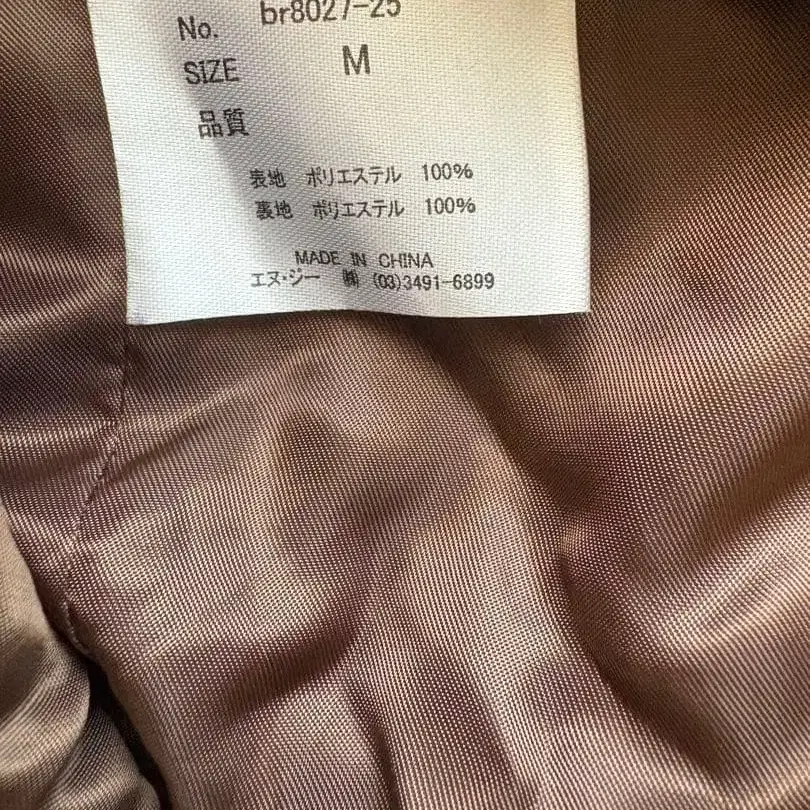 No. br8027-25
SIZE M
品質
表地 ポリエステル 100%
裏地 ポリエステル 100%
MADE IN CHINA
エヌ・ジー ㈱ (03)3491-6899